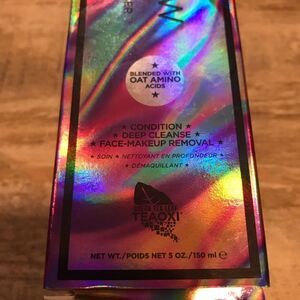 BLENDED WITH
OAT AMINO
ACIDS
★ CONDITION ★
★ DEEP CLEANSE ★
★ FACE-MAKEUP REMOVAL ★
★ SOIN ★ NETTOYANT EN PROFONDEUR ★
★ DÉMAQUILLANT ★
TEAOXI
NET WT./POIDS NET 5 OZ./150 ml ℮